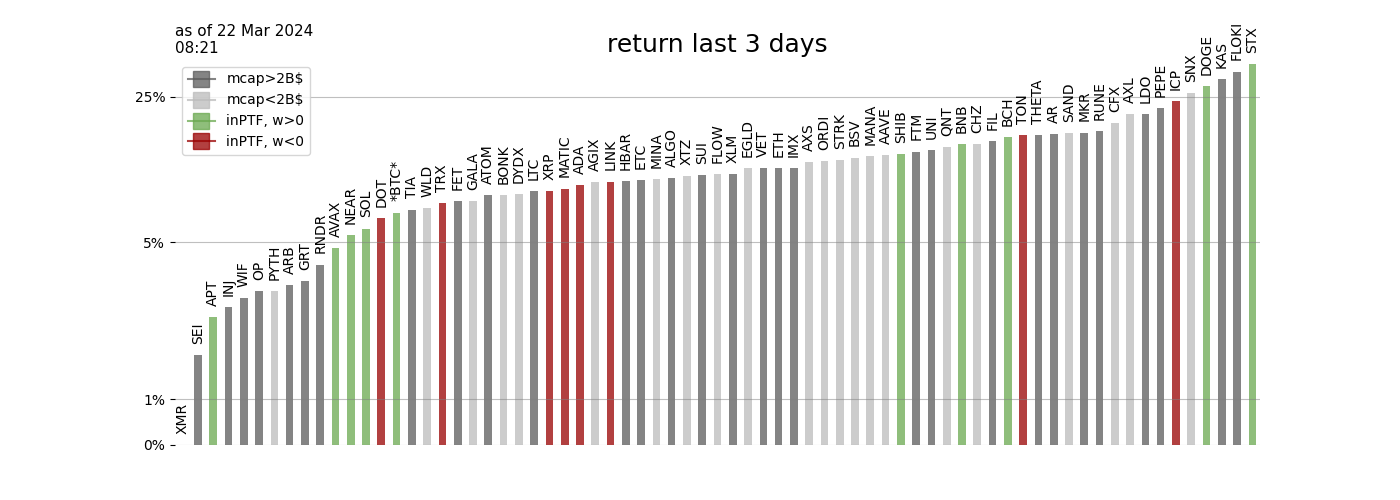 as of 22 Mar 2024
08:21
return last 3 days
mcap>2B$
mcap<2B$
inPTF, w>0
inPTF, w<0
25%
5%
1%
0%
XMR
SEI
APT
INJ
WIF
OP
PYTH
ARB
GRT
RNDR
AVAX
NEAR
SOL
DOT
*BTC*
TIA
WLD
TRX
FET
GALA
ATOM
BONK
DYDX
LTC
XRP
MATIC
ADA
AGIX
LINK
HBAR
ETC
MINA
ALGO
XTZ
SUI
FLOW
XLM
EGLD
VET
ETH
IMX
AXS
ORDI
STRK
BSV
MANA
AAVE
SHIB
FTM
UNI
QNT
BNB
CHZ
FIL
BCH
TON
THETA
AR
SAND
MKR
RUNE
CFX
AXL
LDO
PEPE
ICP
SNX
DOGE
KAS
FLOKI
STX